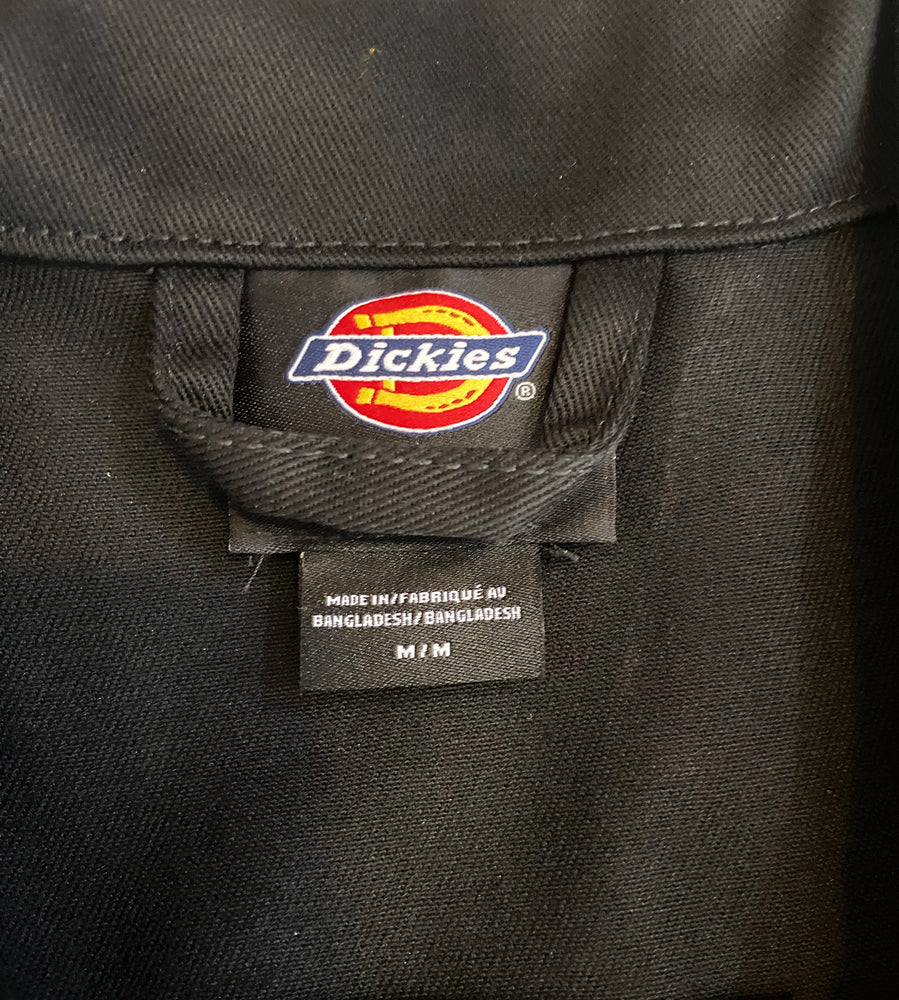 Dickies
®
MADE IN/FABRIQUÉ AU
BANGLADESH/BANGLADESH
M/M